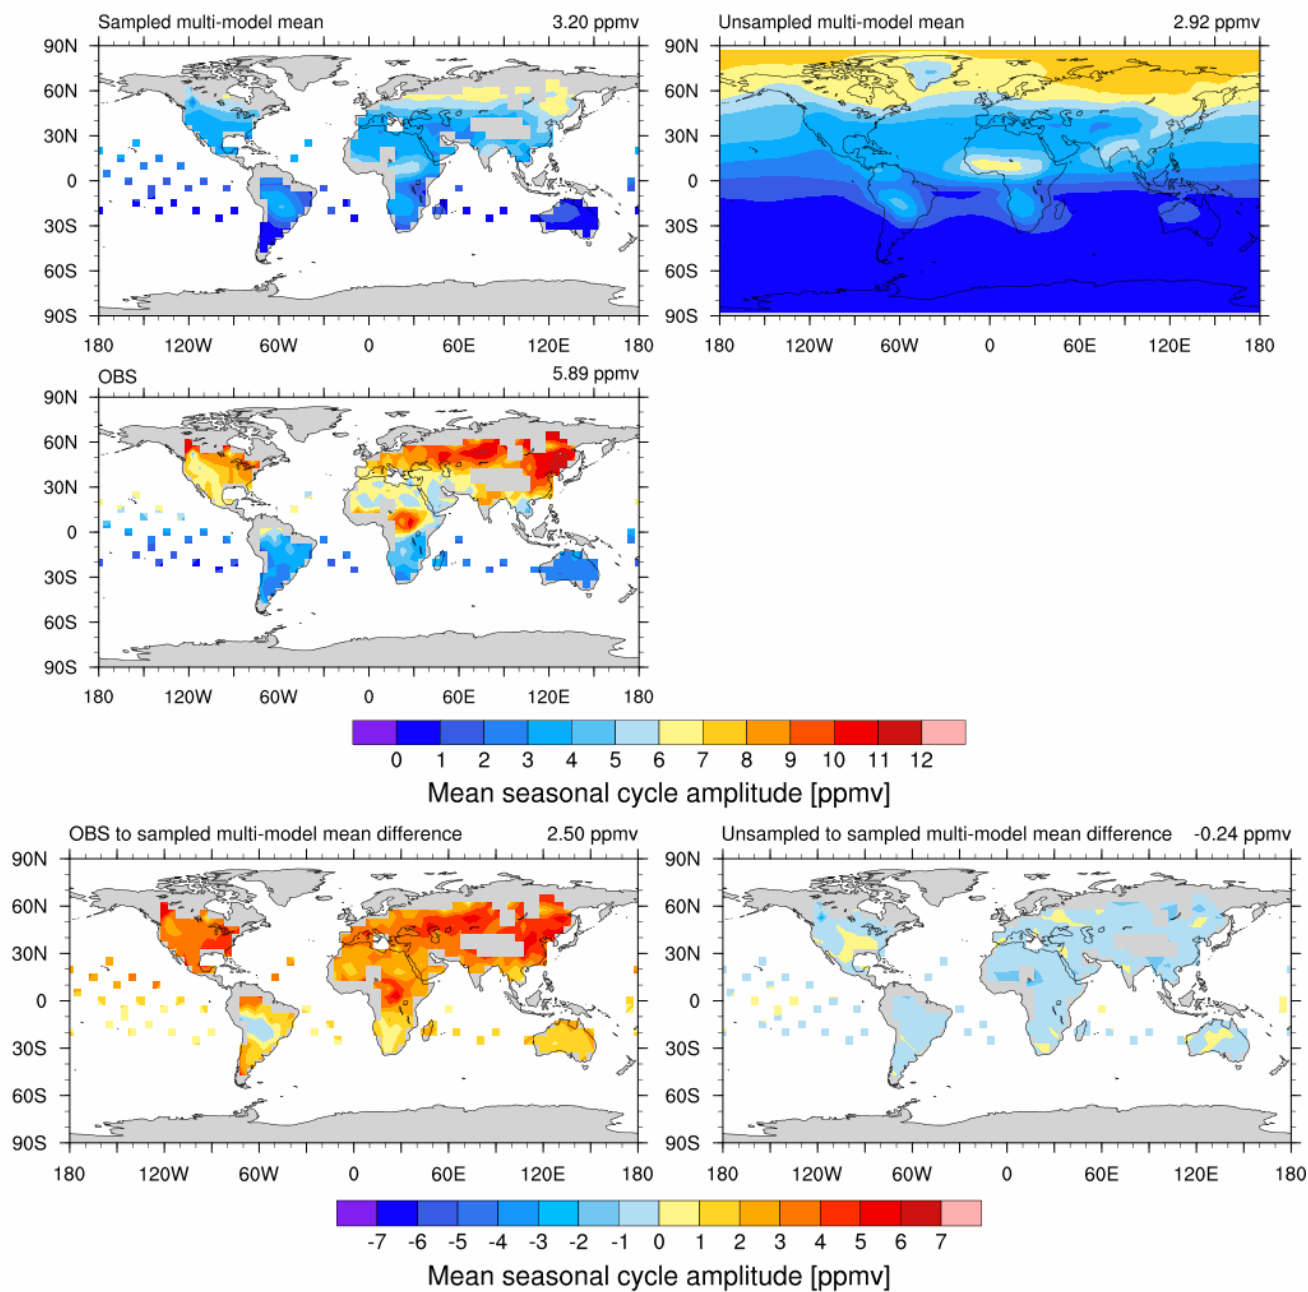 Sampled multi-model mean 3.20 ppmv
Unsampled multi-model mean 2.92 ppmv
90N
60N
30N
0
30S
60S
90S
180 120W 60W 0 60E 120E 180
90N
60N
30N
0
30S
60S
90S
180 120W 60W 0 60E 120E 180
OBS 5.89 ppmv
90N
60N
30N
0
30S
60S
90S
180 120W 60W 0 60E 120E 180
0 1 2 3 4 5 6 7 8 9 10 11 12
Mean seasonal cycle amplitude [ppmv]
OBS to sampled multi-model mean difference 2.50 ppmv
Unsampled to sampled multi-model mean difference -0.24 ppmv
90N
60N
30N
0
30S
60S
90S
180 120W 60W 0 60E 120E 180
90N
60N
30N
0
30S
60S
90S
180 120W 60W 0 60E 120E 180
-7 -6 -5 -4 -3 -2 -1 0 1 2 3 4 5 6 7
Mean seasonal cycle amplitude [ppmv]